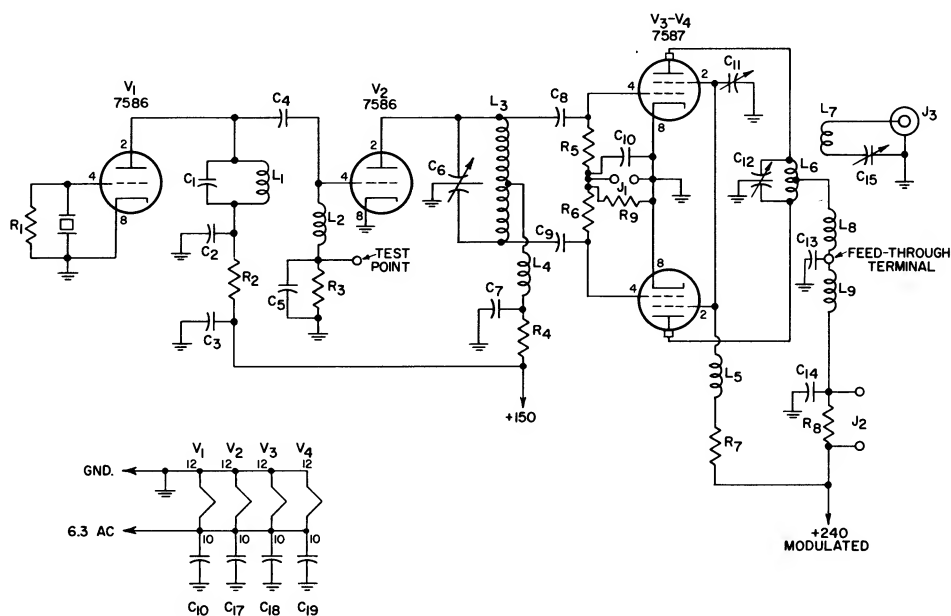 V3-V4
7587
V1
7586
C4
V2
7586
L3
C8
C11
2
4
8
L7
J3
2
4
8
C1
L1
R1
C2
L2
R2
C5
R3
TEST
POINT
C3
2
4
8
C6
C9
L4
C7
R4
+150
R5
C10
J1
R6
R9
8
4
2
C12
L6
C15
L8
C13
FEED-THROUGH
TERMINAL
L9
L5
R7
C14
R8
J2
+240
MODULATED
V1 V2 V3 V4
GND. 12 12 12 12
6.3 AC 10 10 10 10
C10 C17 C18 C19